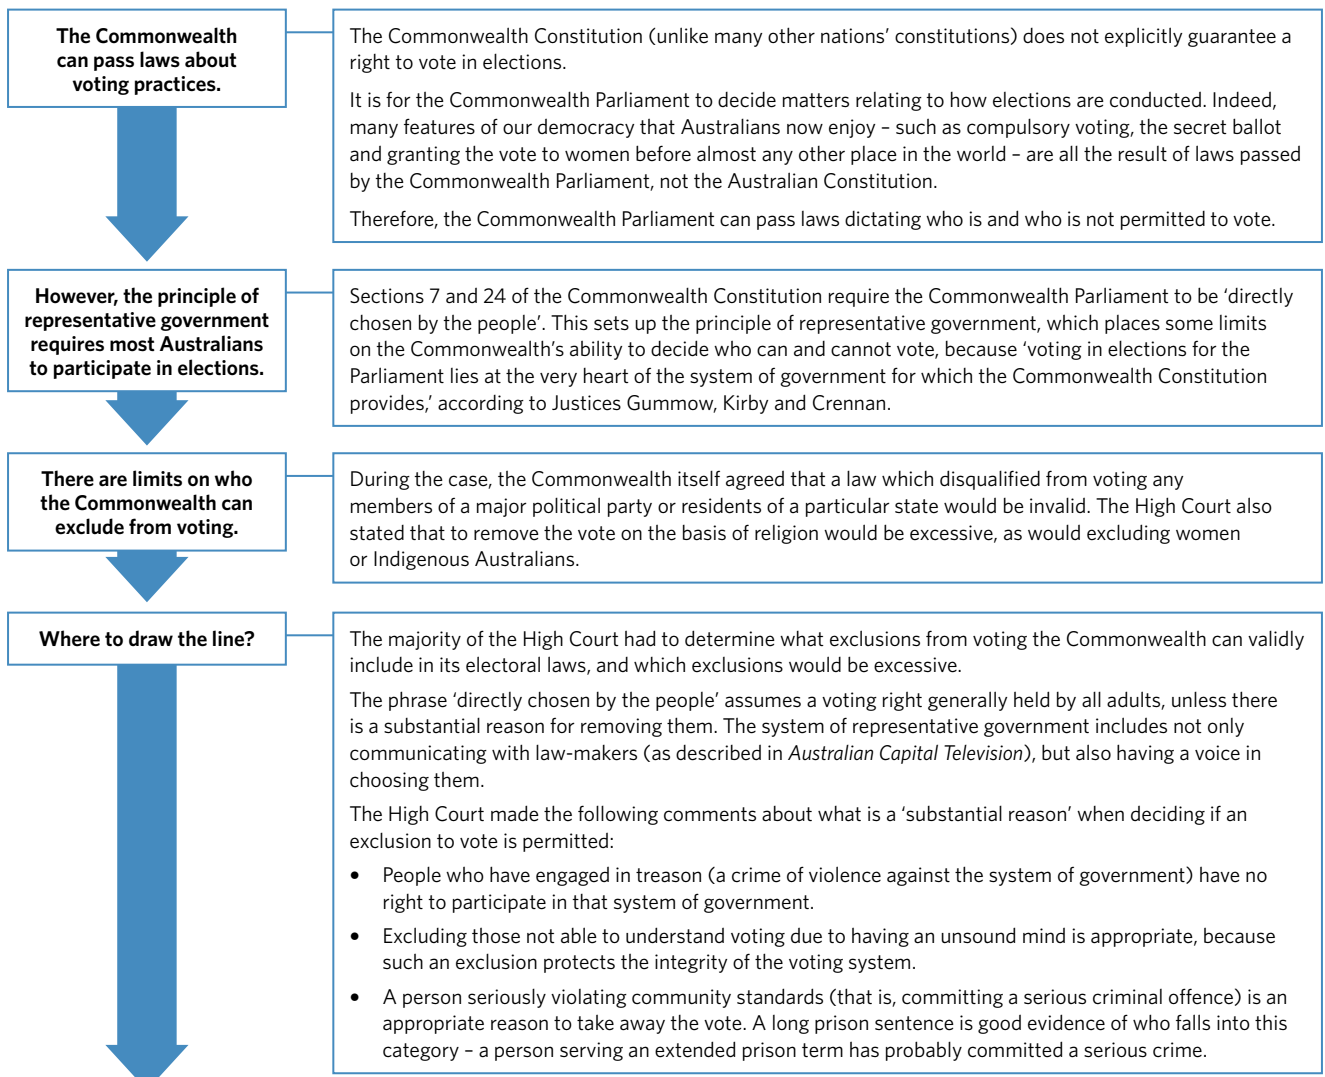 The Commonwealth
can pass laws about
voting practices.
The Commonwealth Constitution (unlike many other nations’ constitutions) does not explicitly guarantee a
right to vote in elections.
It is for the Commonwealth Parliament to decide matters relating to how elections are conducted. Indeed,
many features of our democracy that Australians now enjoy – such as compulsory voting, the secret ballot
and granting the vote to women before almost any other place in the world – are all the result of laws passed
by the Commonwealth Parliament, not the Australian Constitution.
Therefore, the Commonwealth Parliament can pass laws dictating who is and who is not permitted to vote.
However, the principle of
representative government
requires most Australians
to participate in elections.
Sections 7 and 24 of the Commonwealth Constitution require the Commonwealth Parliament to be ‘directly
chosen by the people’. This sets up the principle of representative government, which places some limits
on the Commonwealth’s ability to decide who can and cannot vote, because ‘voting in elections for the
Parliament lies at the very heart of the system of government for which the Commonwealth Constitution
provides,’ according to Justices Gummow, Kirby and Crennan.
There are limits on who
the Commonwealth can
exclude from voting.
During the case, the Commonwealth itself agreed that a law which disqualified from voting any
members of a major political party or residents of a particular state would be invalid. The High Court also
stated that to remove the vote on the basis of religion would be excessive, as would excluding women
or Indigenous Australians.
Where to draw the line?
The majority of the High Court had to determine what exclusions from voting the Commonwealth can validly
include in its electoral laws, and which exclusions would be excessive.
The phrase ‘directly chosen by the people’ assumes a voting right generally held by all adults, unless there
is a substantial reason for removing them. The system of representative government includes not only
communicating with law-makers (as described in Australian Capital Television), but also having a voice in
choosing them.
The High Court made the following comments about what is a ‘substantial reason’ when deciding if an
exclusion to vote is permitted:
• People who have engaged in treason (a crime of violence against the system of government) have no
right to participate in that system of government.
• Excluding those not able to understand voting due to having an unsound mind is appropriate, because
such an exclusion protects the integrity of the voting system.
• A person seriously violating community standards (that is, committing a serious criminal offence) is an
appropriate reason to take away the vote. A long prison sentence is good evidence of who falls into this
category – a person serving an extended prison term has probably committed a serious crime.